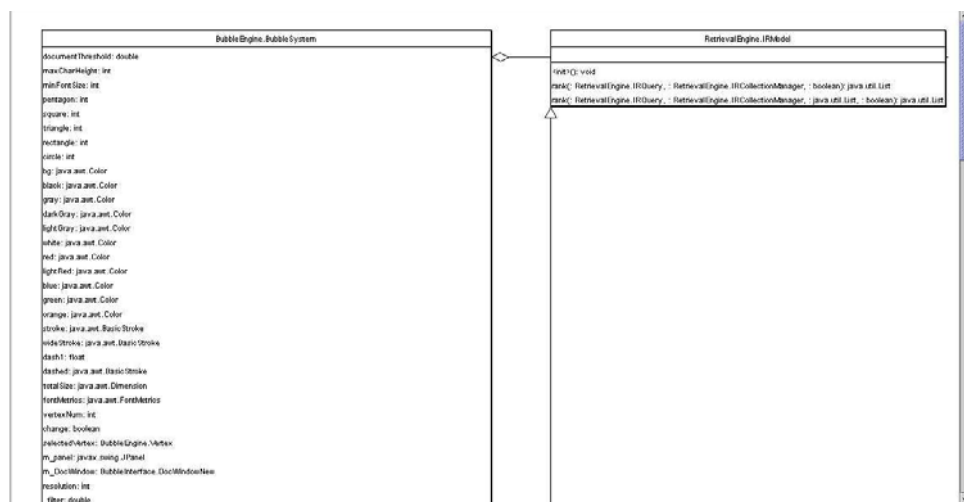 BubbleEngine.BubbleSystem
documentThreshold: double
maxCharHeight: int
minFontSize: int
pentagon: int
square: int
triangle: int
rectangle: int
circle: int
bg: java.awt.Color
black: java.awt.Color
gray: java.awt.Color
darkGray: java.awt.Color
lightGray: java.awt.Color
white: java.awt.Color
red: java.awt.Color
lightRed: java.awt.Color
blue: java.awt.Color
green: java.awt.Color
orange: java.awt.Color
stroke: java.awt.BasicStroke
wideStroke: java.awt.BasicStroke
dash1: float
dashed: java.awt.BasicStroke
totalSize: java.awt.Dimension
fontMetrics: java.awt.FontMetrics
vertexNum: int
change: boolean
selectedVertex: BubbleEngine.Vertex
m_panel: javax.swing.JPanel
m_DocWindow: BubbleInterface.DocWindowNew
resolution: int
_filter: double
RetrievalEngine.IRModel
<init>(): void
rank(: RetrievalEngine.IRQuery, : RetrievalEngine.IRCollectionManager, : boolean): java.util.List
rank(: RetrievalEngine.IRQuery, : RetrievalEngine.IRCollectionManager, : java.util.List, : boolean): java.util.List